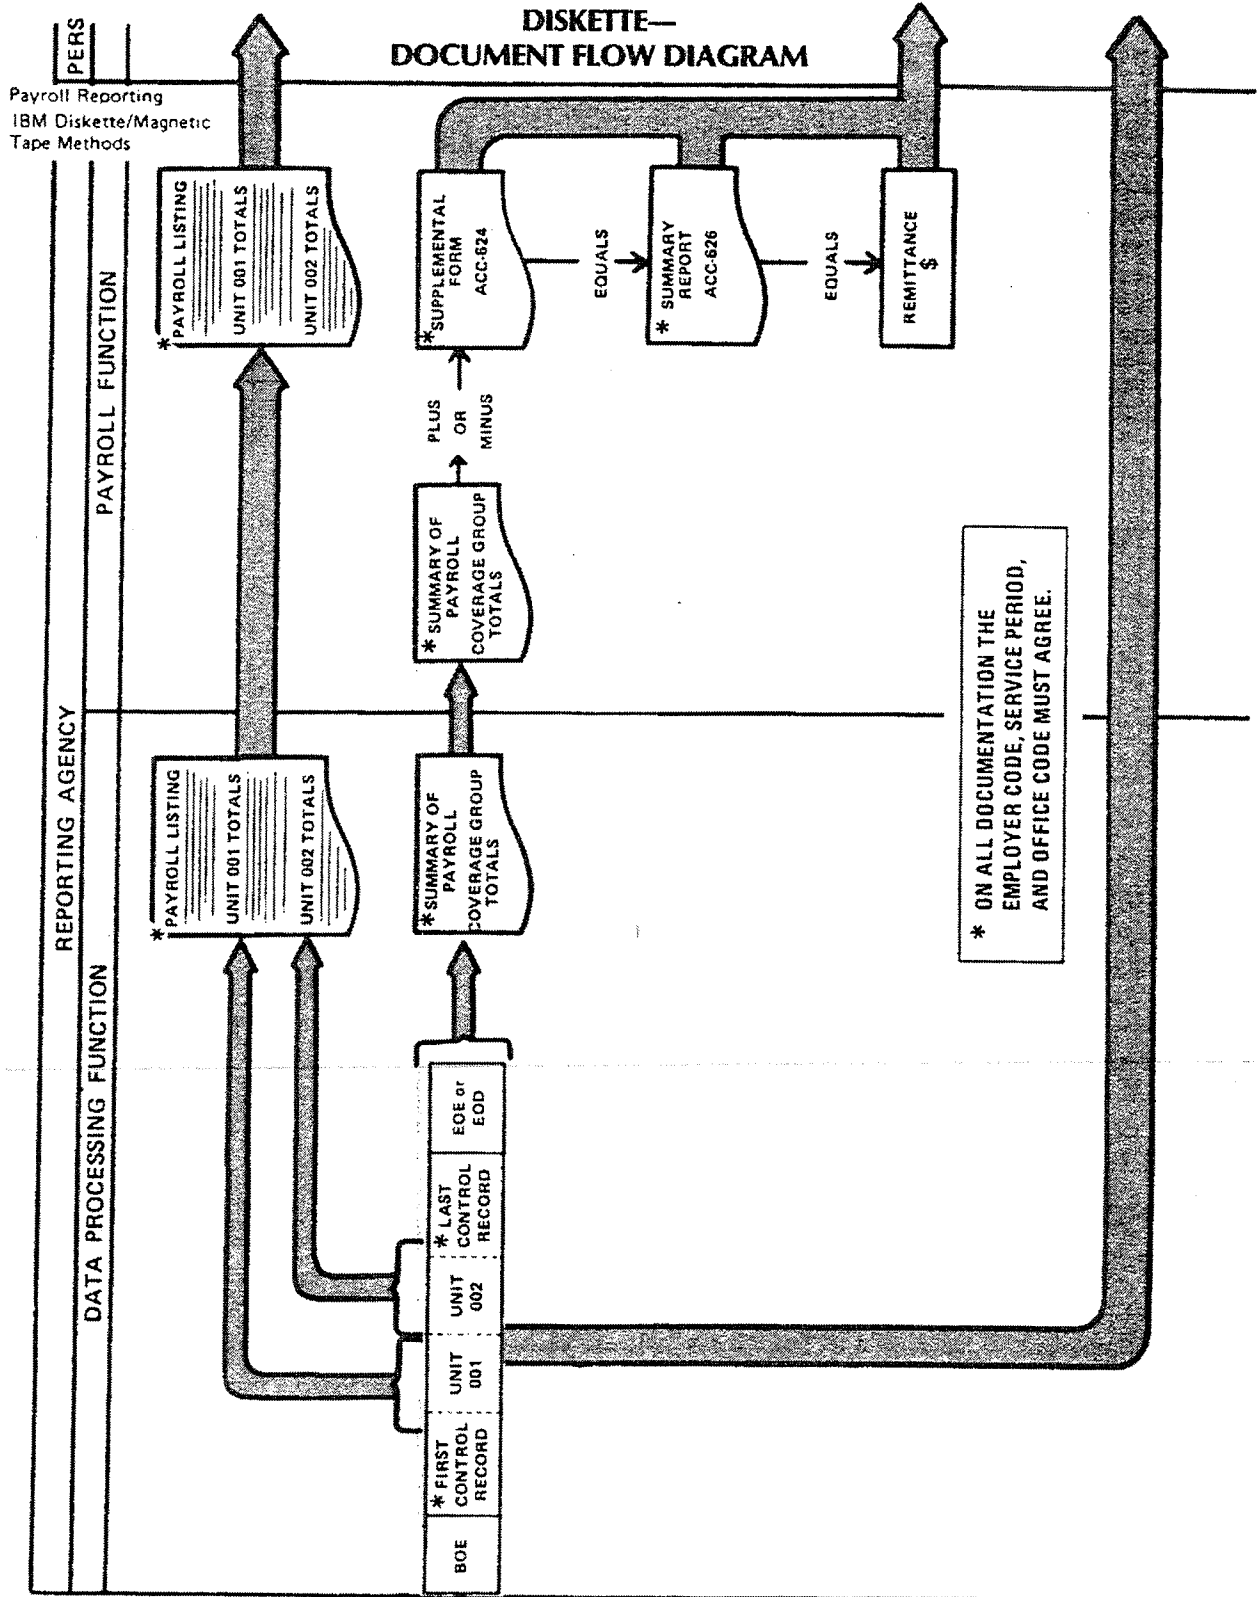 DISKETTE—
DOCUMENT FLOW DIAGRAM
Payroll Reporting
IBM Diskette/Magnetic
Tape Methods
PERS
REPORTING AGENCY
PAYROLL FUNCTION
DATA PROCESSING FUNCTION
* PAYROLL LISTING
UNIT 001 TOTALS
UNIT 002 TOTALS
* SUPPLEMENTAL
FORM
ACC-624
EQUALS
* SUMMARY
REPORT
ACC-626
EQUALS
REMITTANCE
$
PLUS
OR
MINUS
* SUMMARY OF
PAYROLL
COVERAGE GROUP
TOTALS
* PAYROLL LISTING
UNIT 001 TOTALS
UNIT 002 TOTALS
* SUMMARY OF
PAYROLL
COVERAGE GROUP
TOTALS
BOE
* FIRST
CONTROL
RECORD
UNIT
001
UNIT
002
* LAST
CONTROL
RECORD
EOE or
EOD
* ON ALL DOCUMENTATION THE
EMPLOYER CODE, SERVICE PERIOD,
AND OFFICE CODE MUST AGREE.